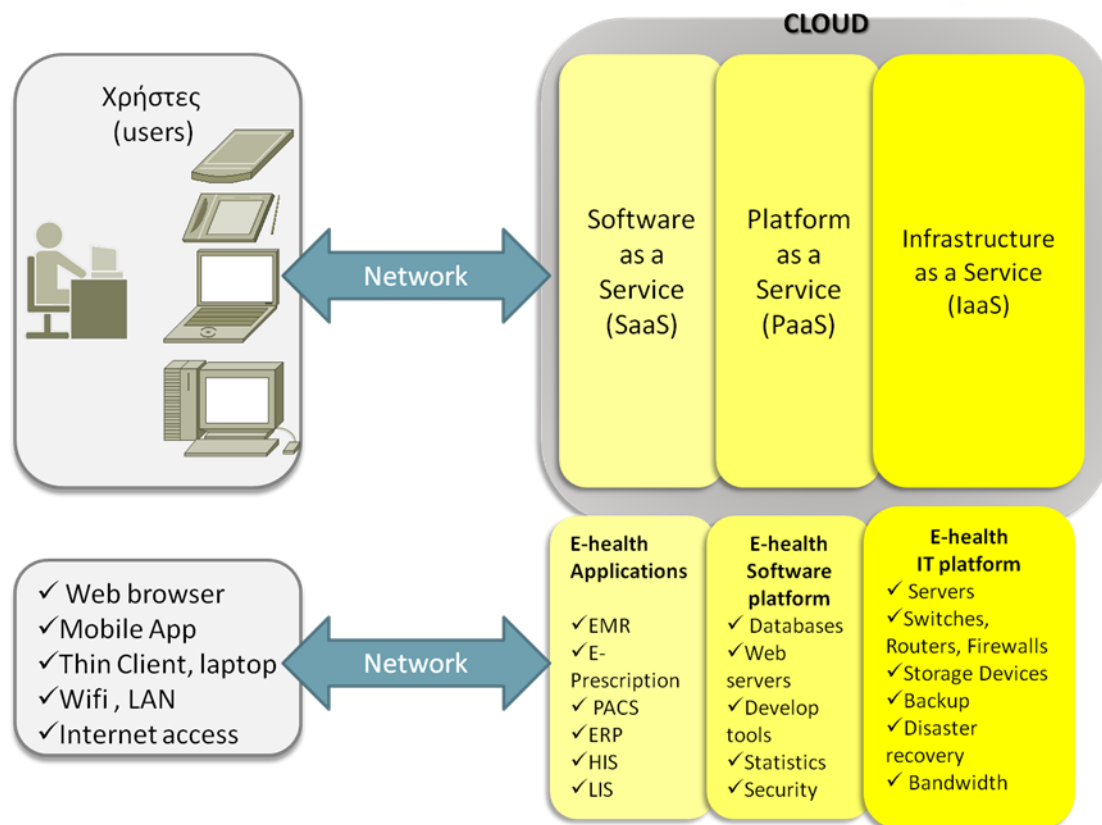 CLOUD
Χρήστες
(users)
Network
Software
as a
Service
(SaaS)
Platform
as a
Service
(PaaS)
Infrastructure
as a Service
(IaaS)
✓ Web browser
✓Mobile App
✓Thin Client, laptop
✓Wifi , LAN
✓Internet access
Network
E-health
Applications
✓EMR
✓E-
Prescription
✓ PACS
✓ERP
✓HIS
✓LIS
E-health
Software
platform
✓ Databases
✓Web
servers
✓Develop
tools
✓Statistics
✓Security
E-health
IT platform
✓ Servers
✓Switches,
Routers, Firewalls
✓Storage Devices
✓Backup
✓Disaster
recovery
✓ Bandwidth